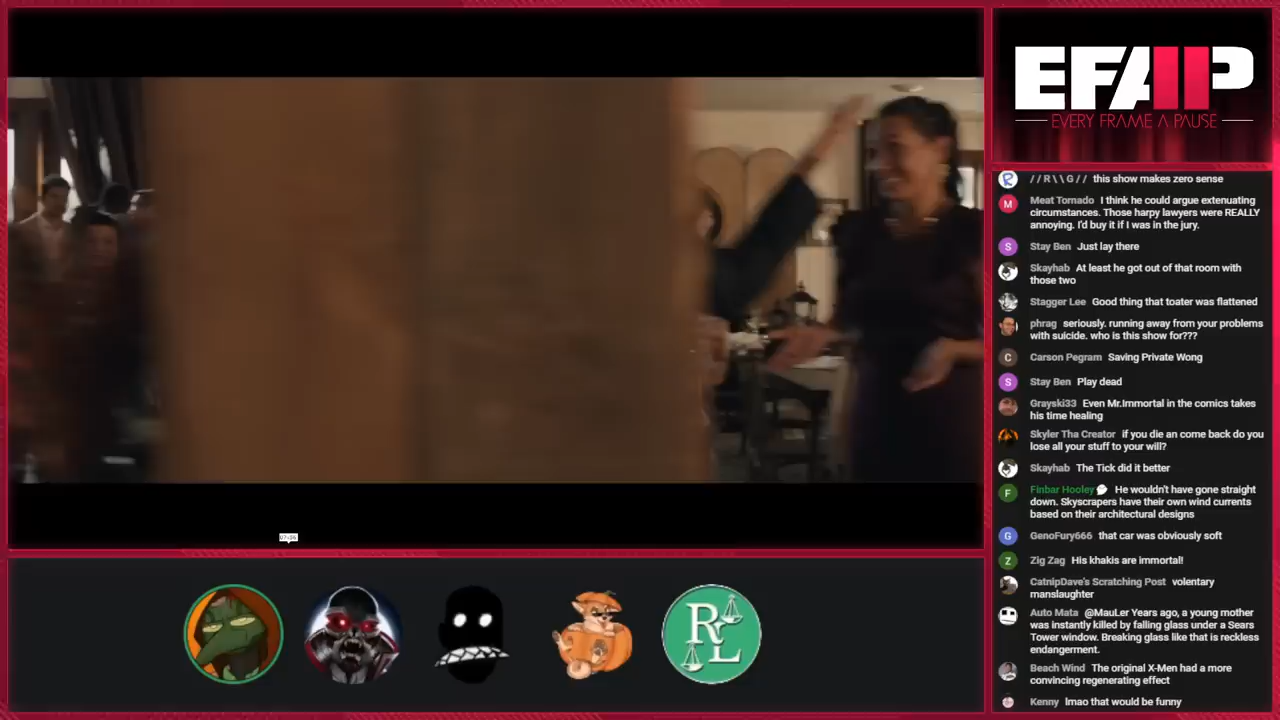 EFAP
EVERY FRAME A PAUSE
//R\\G// this show makes zero sense
Meat Tornado I think he could argue extenuating
circumstances. Those harpy lawyers were REALLY
annoying. I'd buy it if I was in the jury.
Stay Ben Just lay there
Skayhab At least he got out of that room with
those two
Stagger Lee Good thing that toater was flattened
phrag seriously. running away from your problems
with suicide. who is this show for???
Carson Pegram Saving Private Wong
Stay Ben Play dead
Grayski33 Even Mr.Immortal in the comics takes
his time healing
Skyler Tha Creator if you die an come back do you
lose all your stuff to your will?
Skayhab The Tick did it better
Finbar Hooley He wouldn't have gone straight
down. Skyscrapers have their own wind currents
based on their architectural designs
GenoFury666 that car was obviously soft
Zig Zag His khakis are immortal!
CatnipDave's Scratching Post volentary
manslaughter
Auto Mata @MauLer Years ago, a young mother
was instantly killed by falling glass under a Sears
Tower window. Breaking glass like that is reckless
endangerment.
Beach Wind The original X-Men had a more
convincing regenerating effect
Kenny lmao that would be funny
R
M
S
C
S
F
G
Z
RL